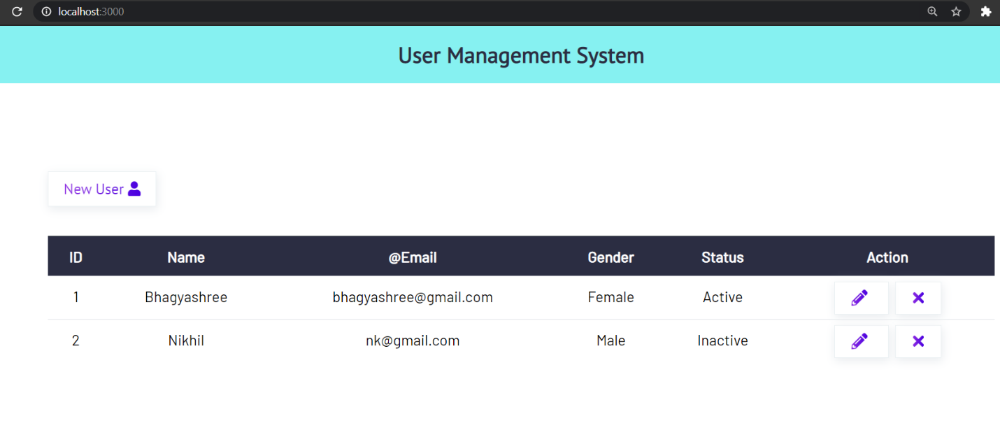 localhost:3000
User Management System
New User
ID Name @Email Gender Status Action
1 Bhagyashree bhagyashree@gmail.com Female Active
2 Nikhil nk@gmail.com Male Inactive